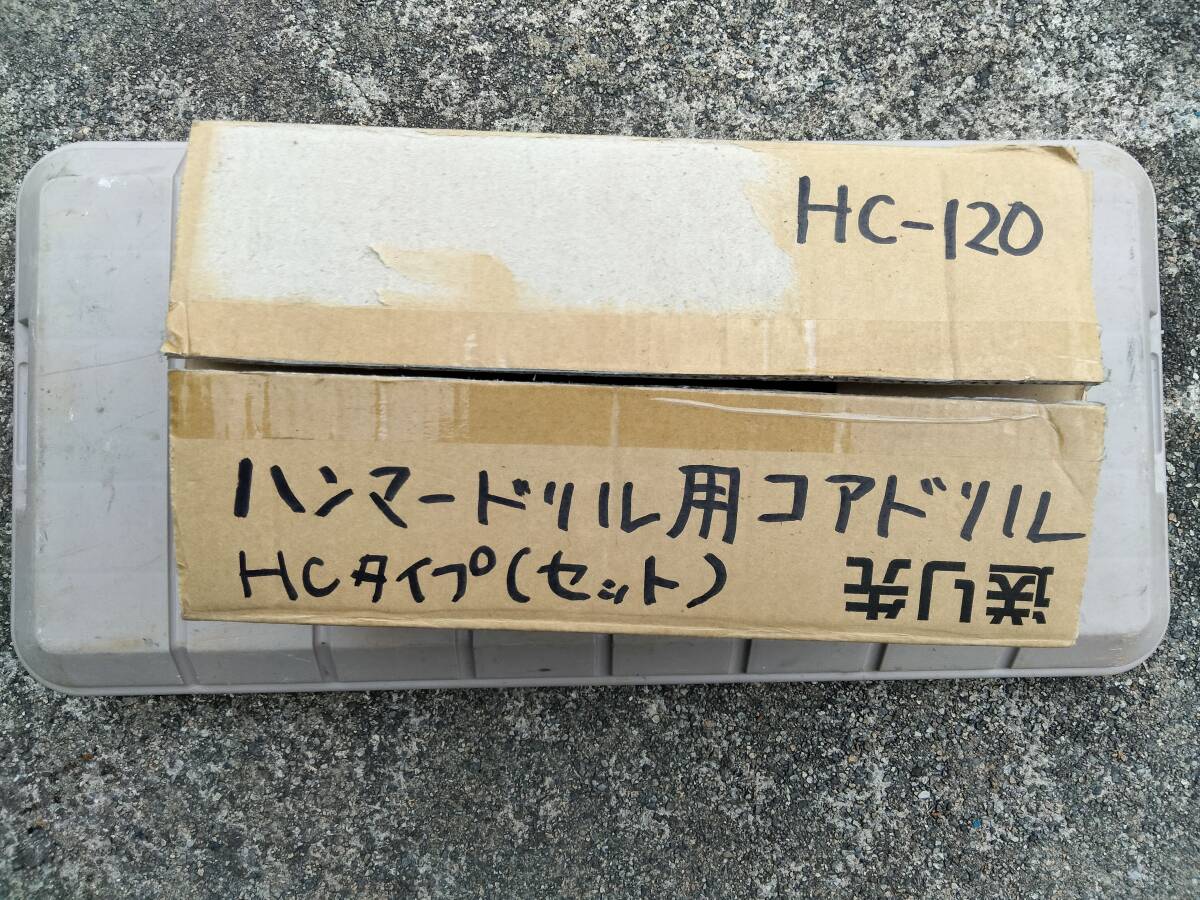 HC-120
ハンマードリル用コアドリル
HCタイプ(セット)
送り先